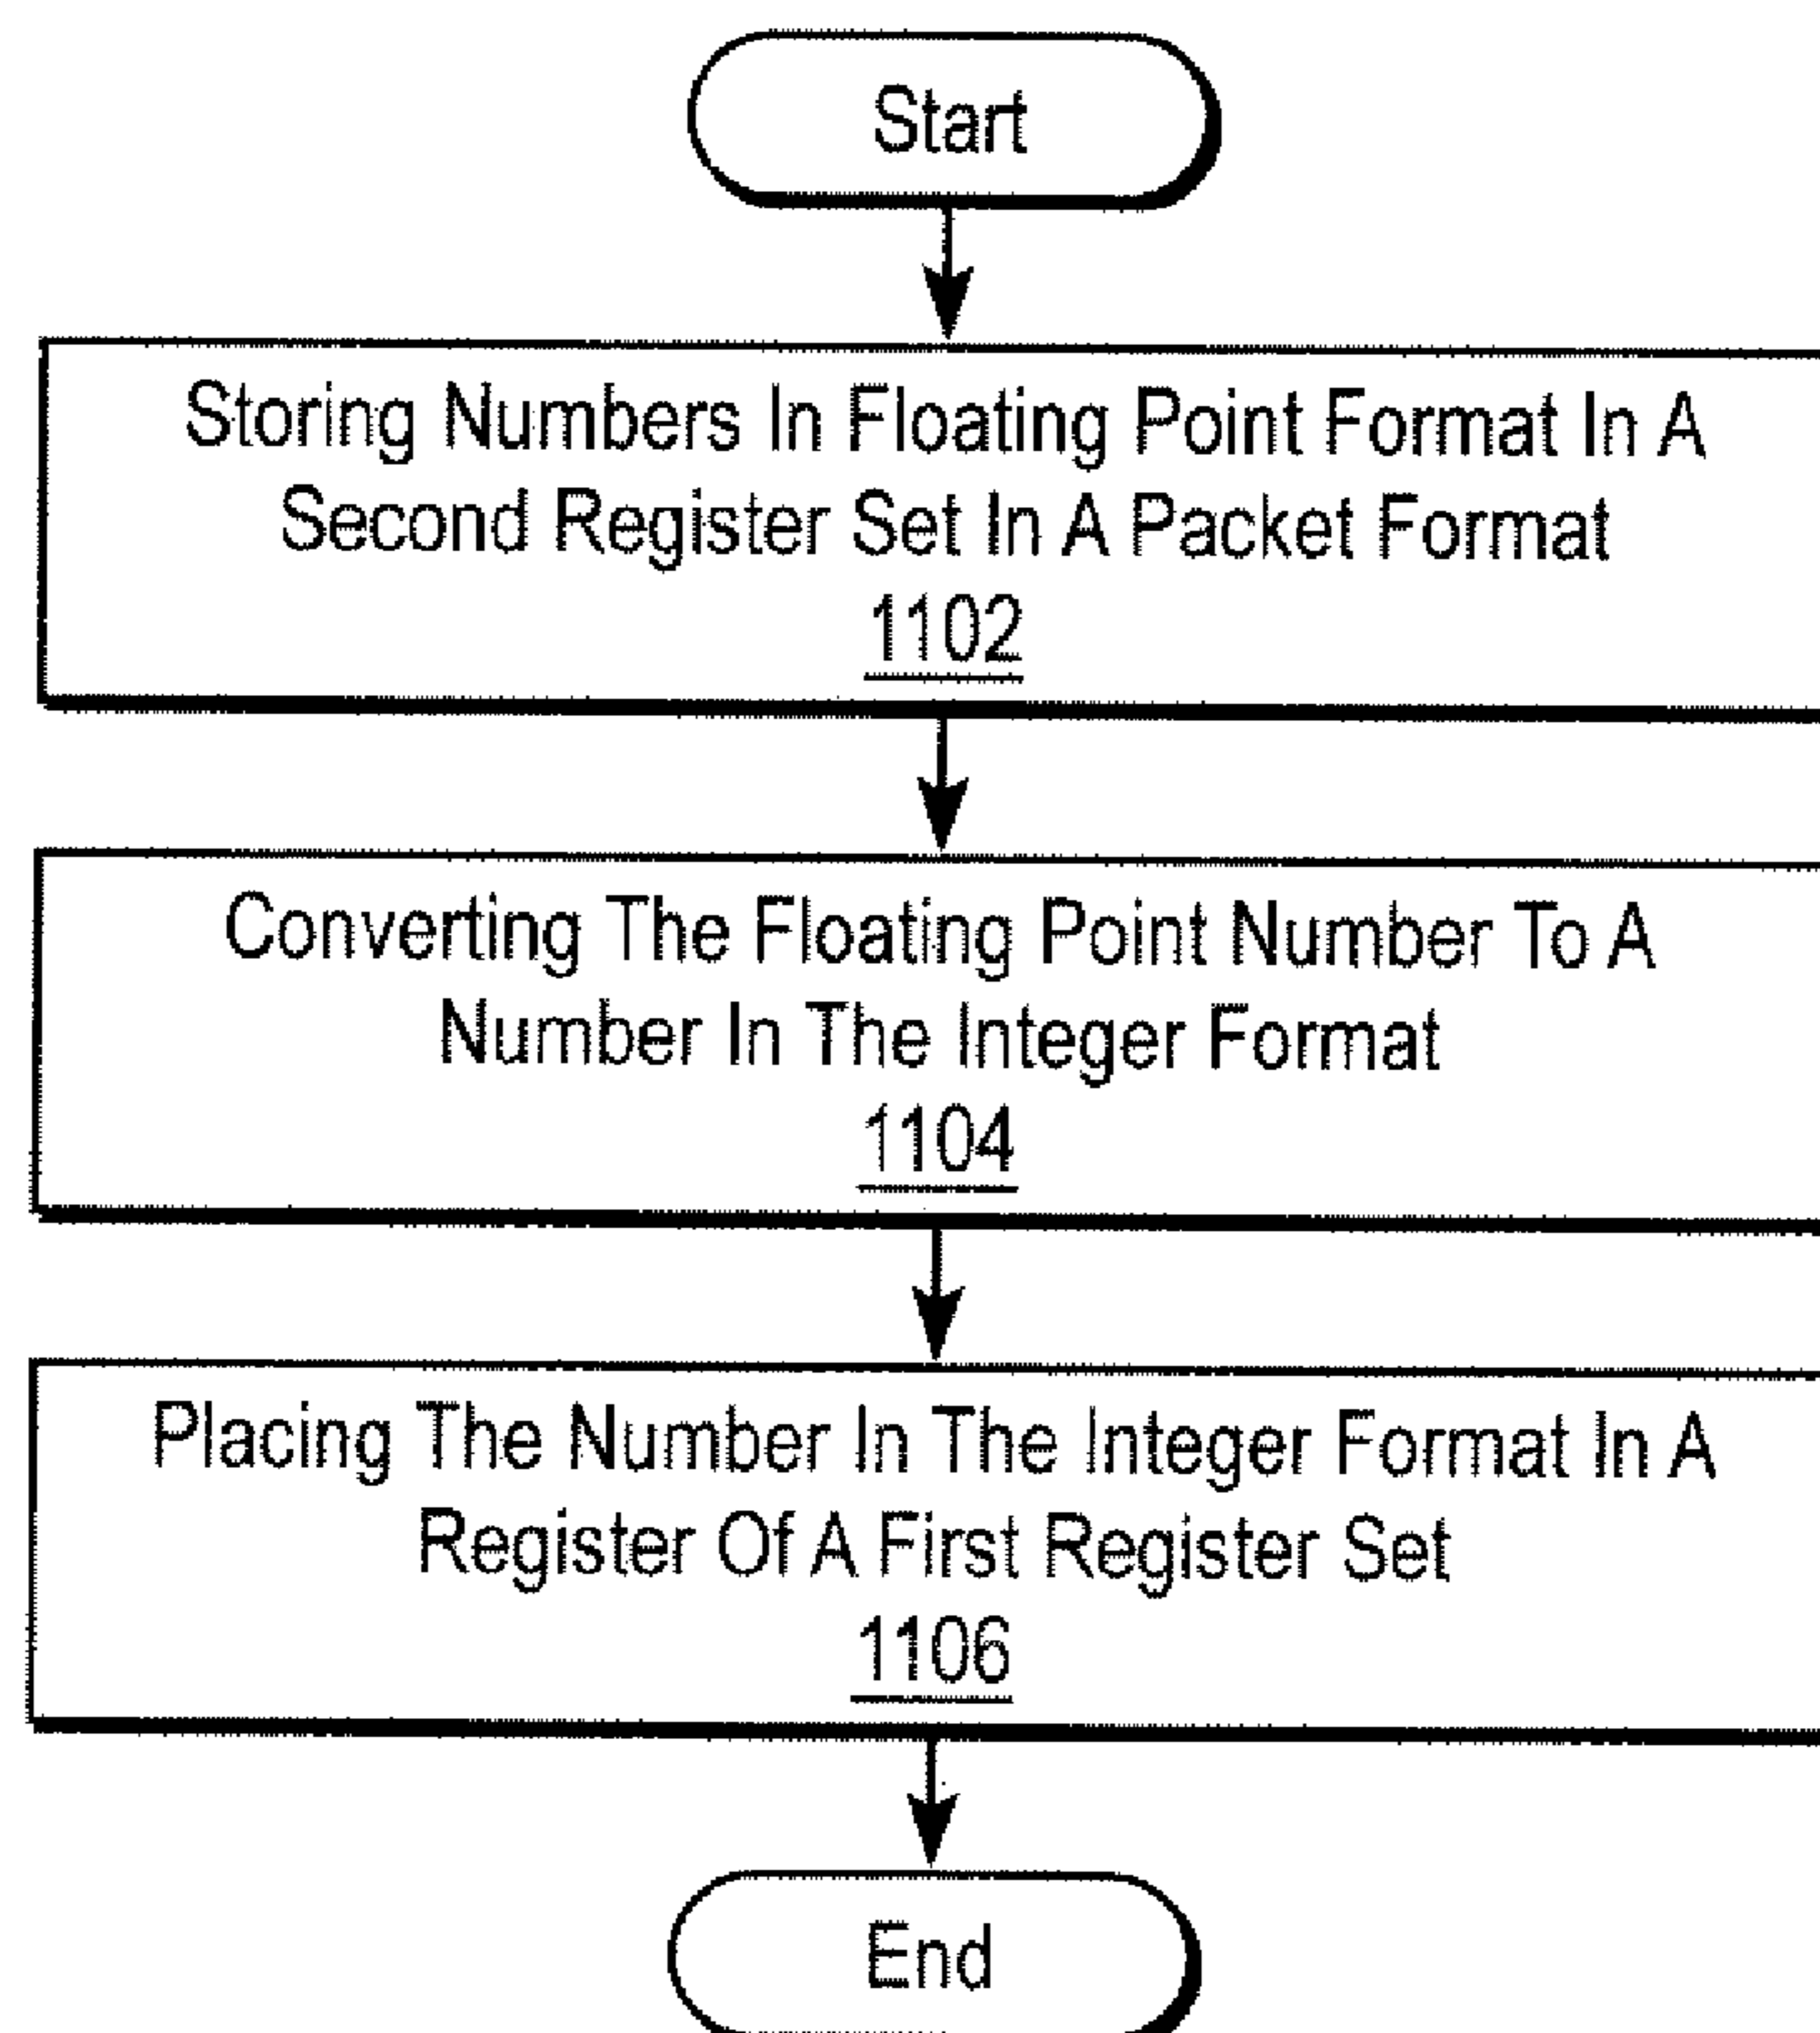 Start
Storing Numbers In Floating Point Format In A
Second Register Set In A Packet Format
1102
Converting The Floating Point Number To A
Number In The Integer Format
1104
Placing The Number In The Integer Format In A
Register Of A First Register Set
1106
End